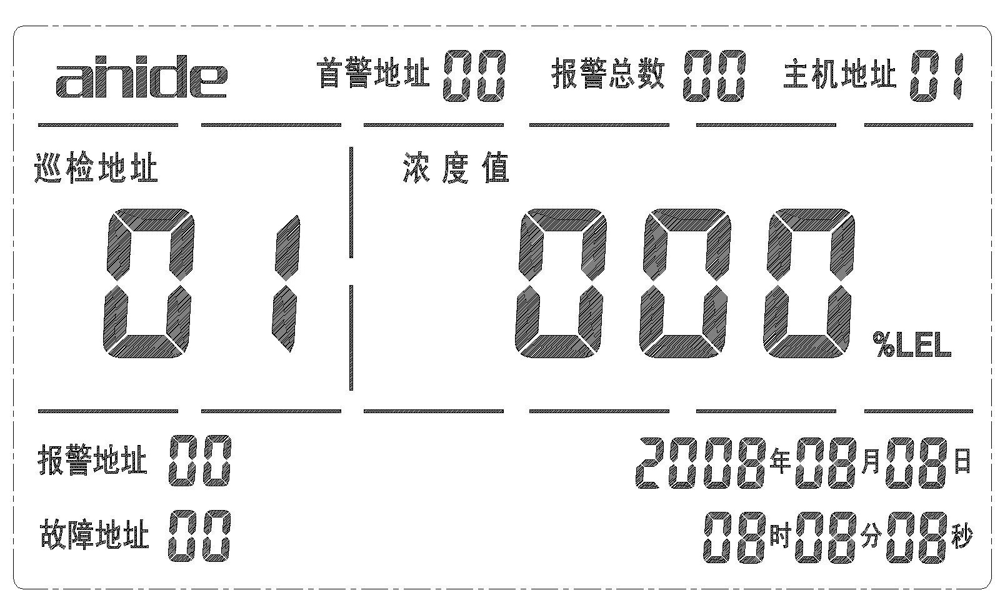 anide 首警地址 00 报警总数 00 主机地址 01
巡检地址 浓度值
01 000 %LEL
报警地址 00 2008年08月08日
故障地址 00 08时08分08秒